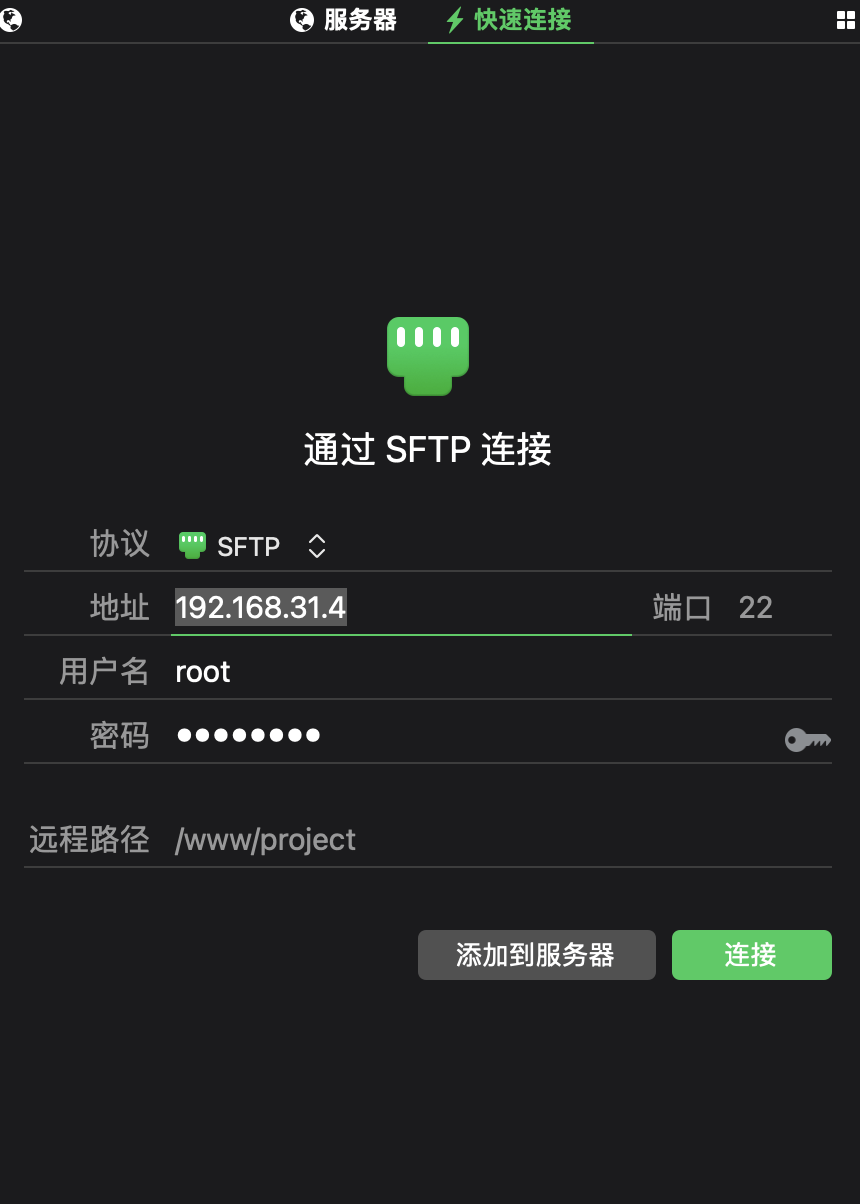 服务器 快速连接
通过 SFTP 连接
协议 SFTP
地址 192.168.31.4 端口 22
用户名 root
密码 ••••••••
远程路径 /www/project
添加到服务器 连接